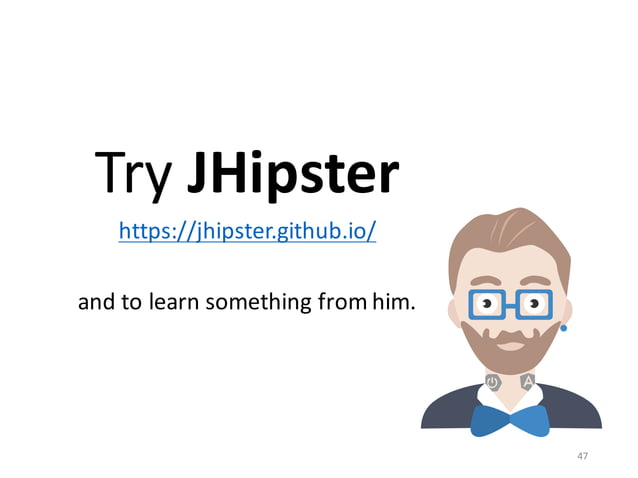 Try JHipster
https://jhipster.github.io/
and to learn something from him.
47